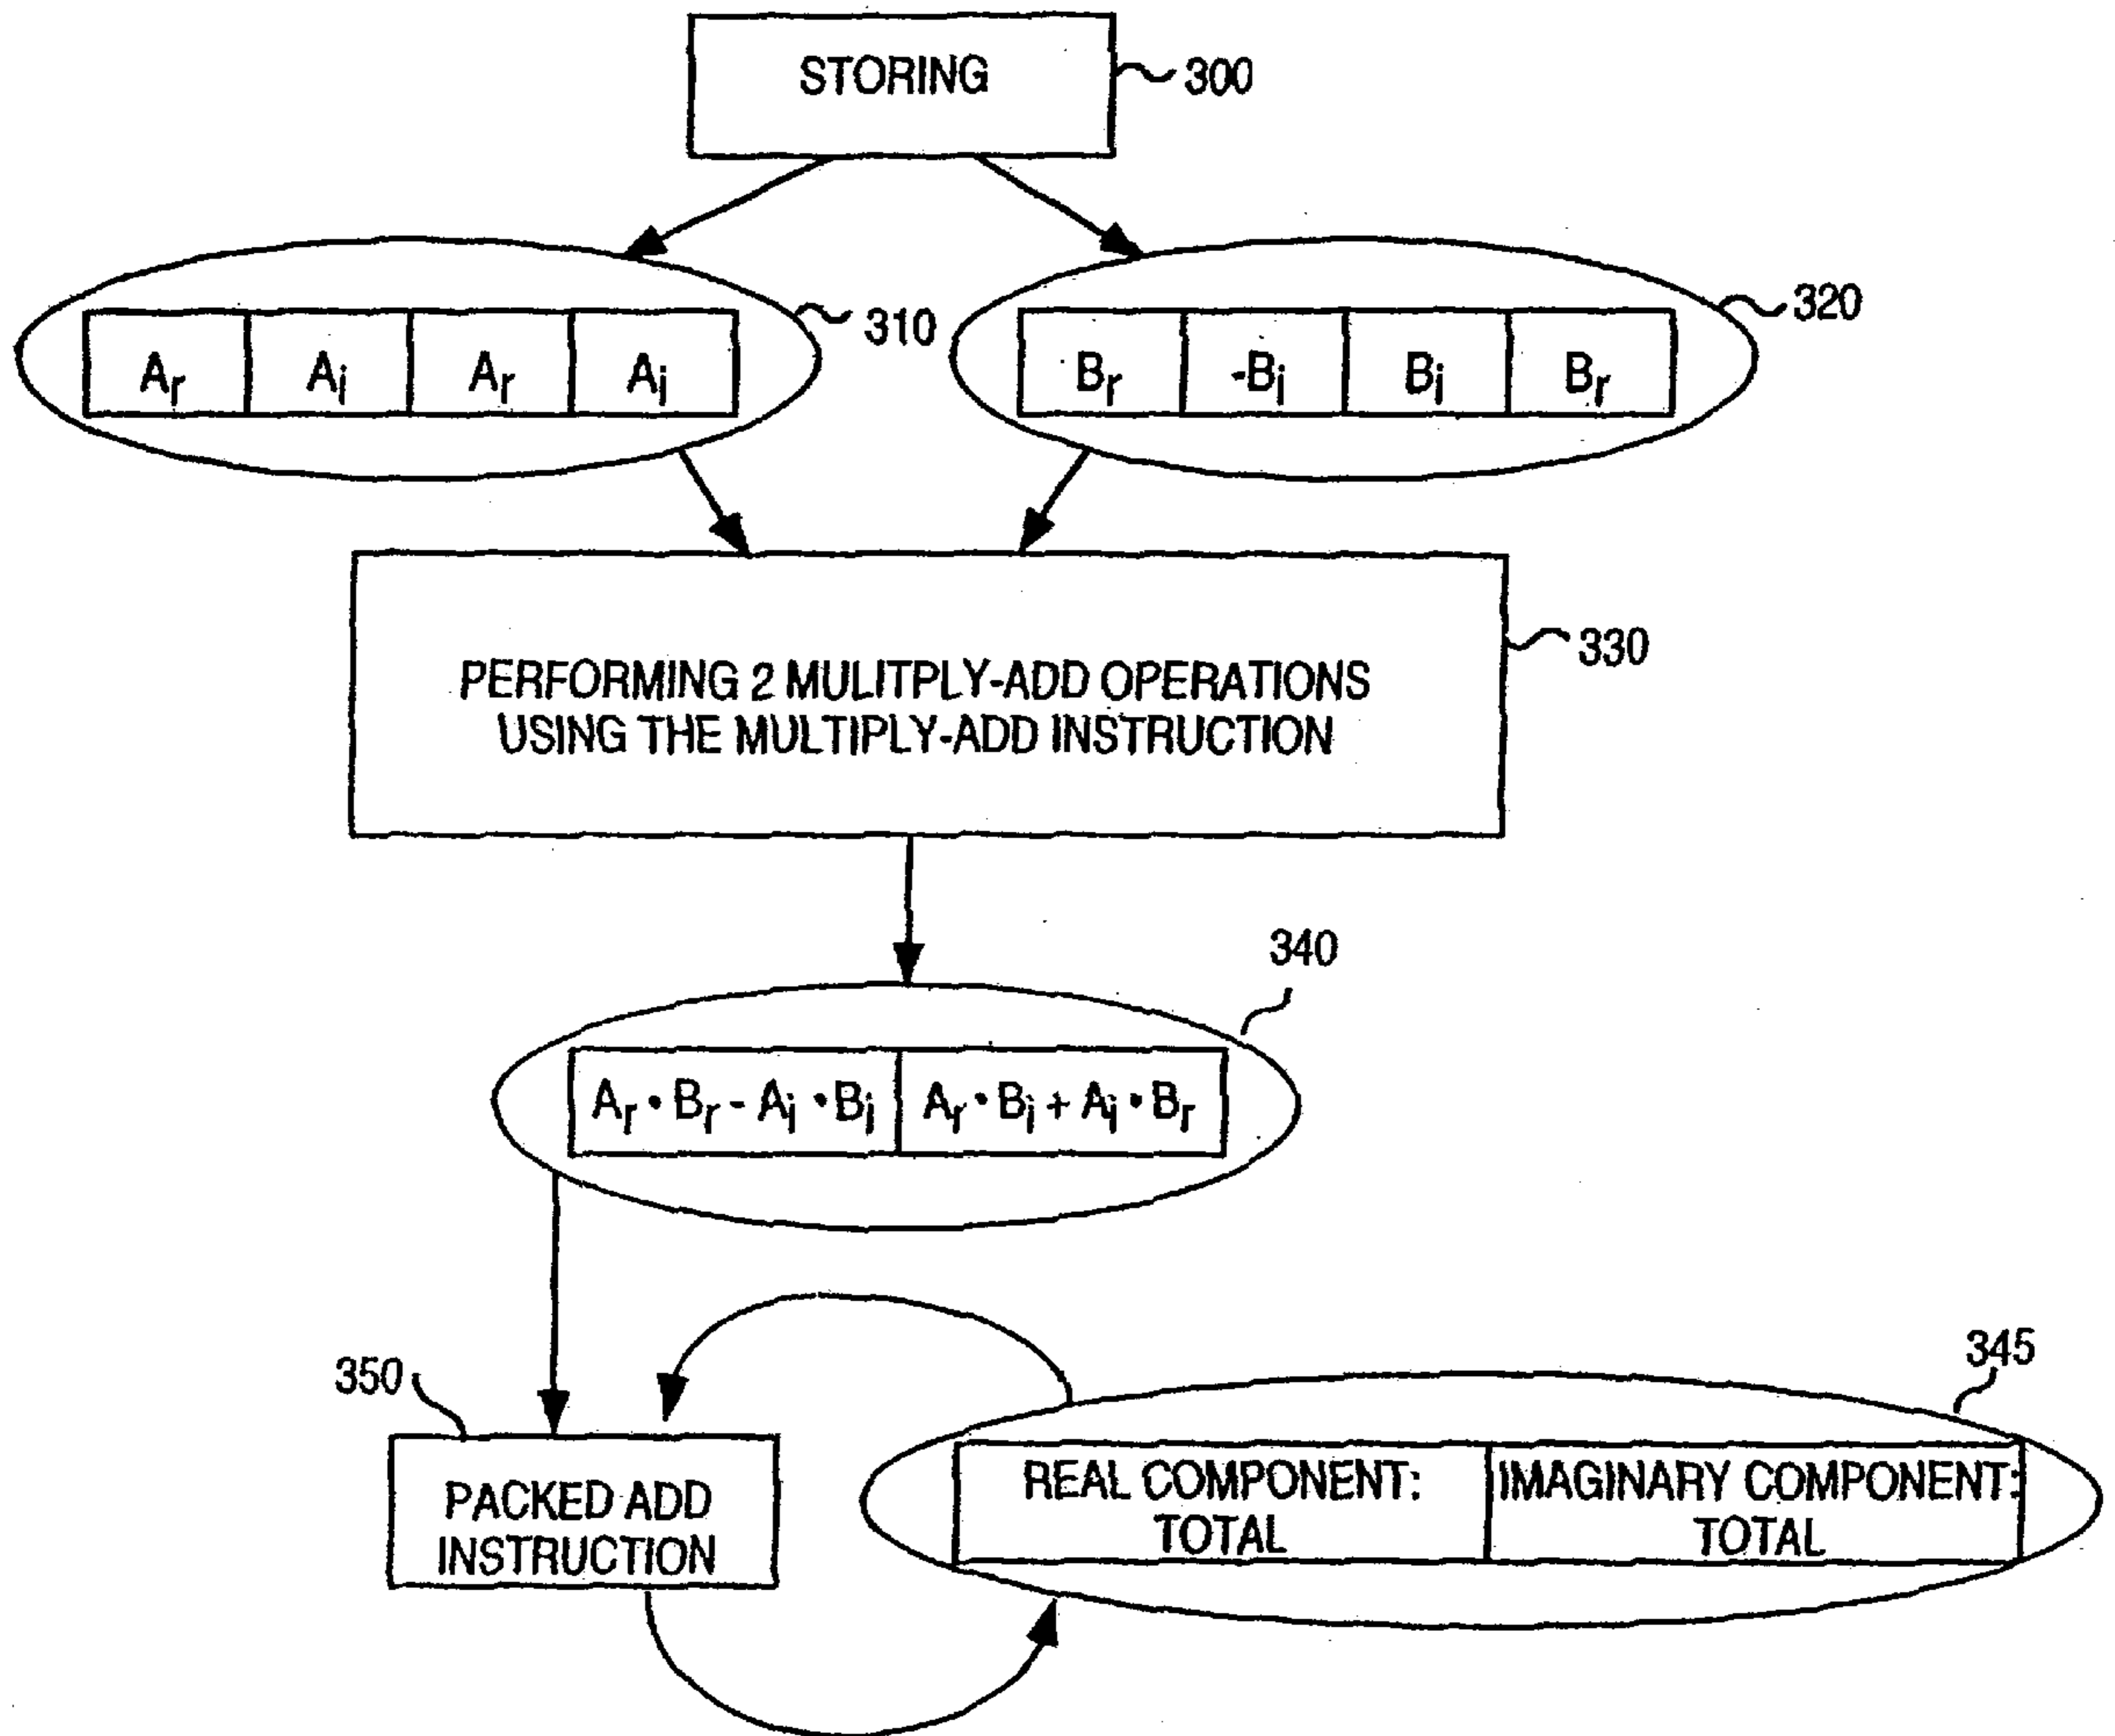 STORING
300
310
320
Ar Ai Ar Ai
Br -Bi Bi Br
330
PERFORMING 2 MULITPLY-ADD OPERATIONS
USING THE MULTIPLY-ADD INSTRUCTION
340
Ar • Br - Ai • Bi Ar • Bi + Ai • Br
350
345
PACKED ADD
INSTRUCTION
REAL COMPONENT:
TOTAL
IMAGINARY COMPONENT:
TOTAL